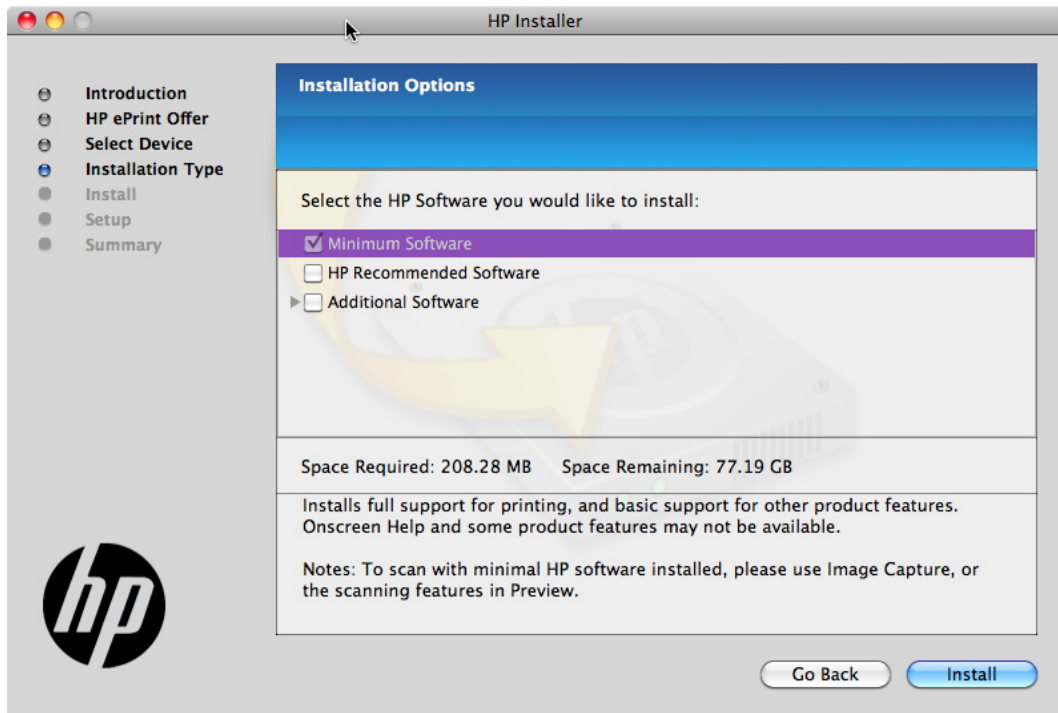 HP Installer
Introduction
HP ePrint Offer
Select Device
Installation Type
Install
Setup
Summary
Installation Options
Select the HP Software you would like to install:
Minimum Software
HP Recommended Software
Additional Software
Space Required: 208.28 MB Space Remaining: 77.19 GB
Installs full support for printing, and basic support for other product features.
Onscreen Help and some product features may not be available.
Notes: To scan with minimal HP software installed, please use Image Capture, or
the scanning features in Preview.
hp
Go Back
Install